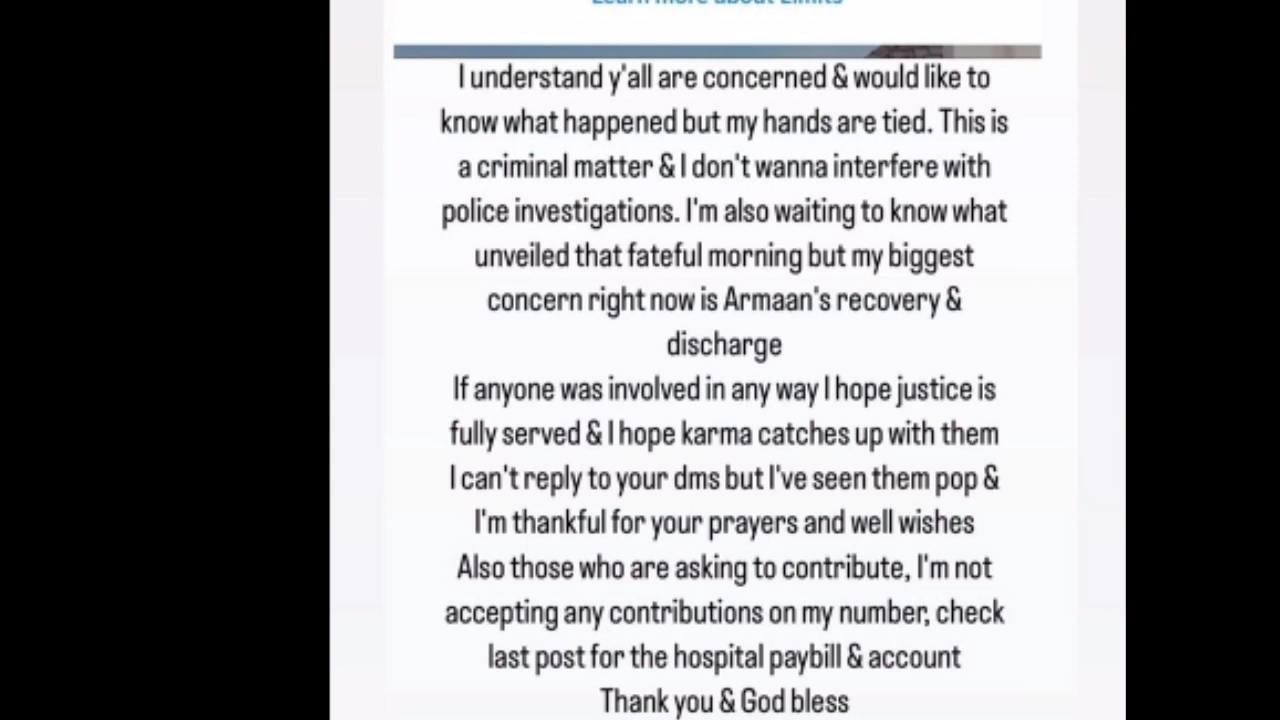 Learn more about Limits
I understand y'all are concerned & would like to
know what happened but my hands are tied. This is
a criminal matter & I don't wanna interfere with
police investigations. I'm also waiting to know what
unveiled that fateful morning but my biggest
concern right now is Armaan's recovery &
discharge
If anyone was involved in any way I hope justice is
fully served & I hope karma catches up with them
I can't reply to your dms but I've seen them pop &
I'm thankful for your prayers and well wishes
Also those who are asking to contribute, I'm not
accepting any contributions on my number, check
last post for the hospital paybill & account
Thank you & God bless